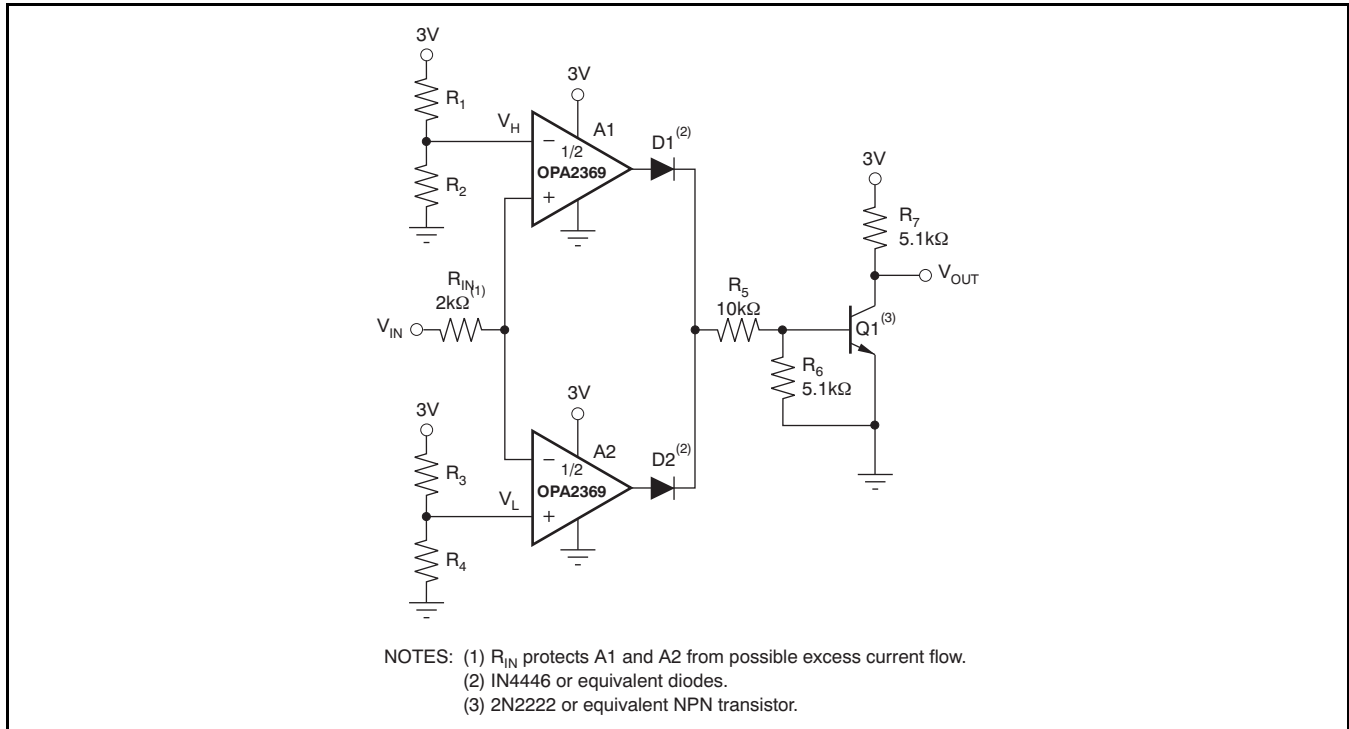 3V
R1
VH
R2
3V
A1
−
1/2
OPA2369
+
D1(2)
3V
R7
5.1kΩ
VOUT
RIN(1)
2kΩ
VIN
R5
10kΩ
Q1(3)
R6
5.1kΩ
3V
R3
VL
R4
3V
A2
−
1/2
OPA2369
+
D2(2)
NOTES: (1) RIN protects A1 and A2 from possible excess current flow.
(2) IN4446 or equivalent diodes.
(3) 2N2222 or equivalent NPN transistor.